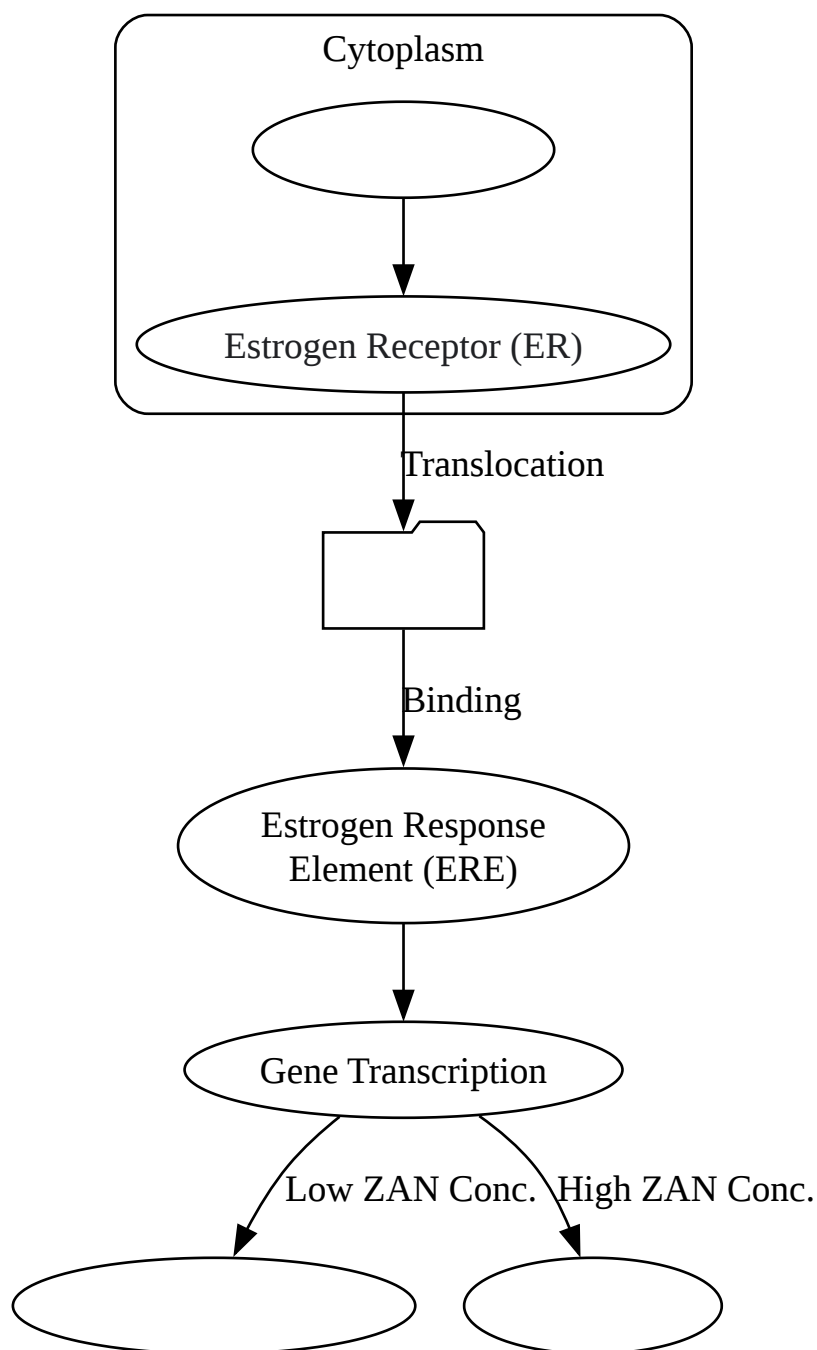 Cytoplasm
Estrogen Receptor (ER)
Translocation
Binding
Estrogen Response
Element (ERE)
Gene Transcription
Low ZAN Conc.
High ZAN Conc.